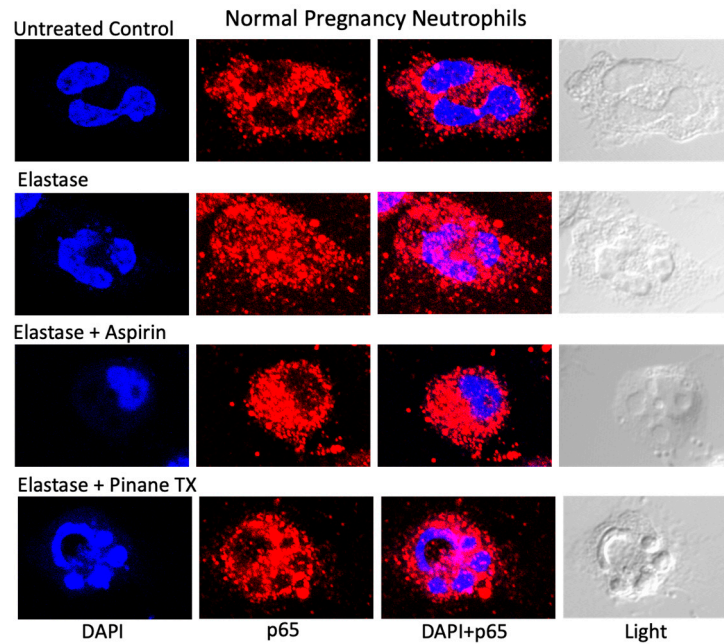 Normal Pregnancy Neutrophils
Untreated Control
Elastase
Elastase + Aspirin
Elastase + Pinane TX
DAPI p65 DAPI+p65 Light